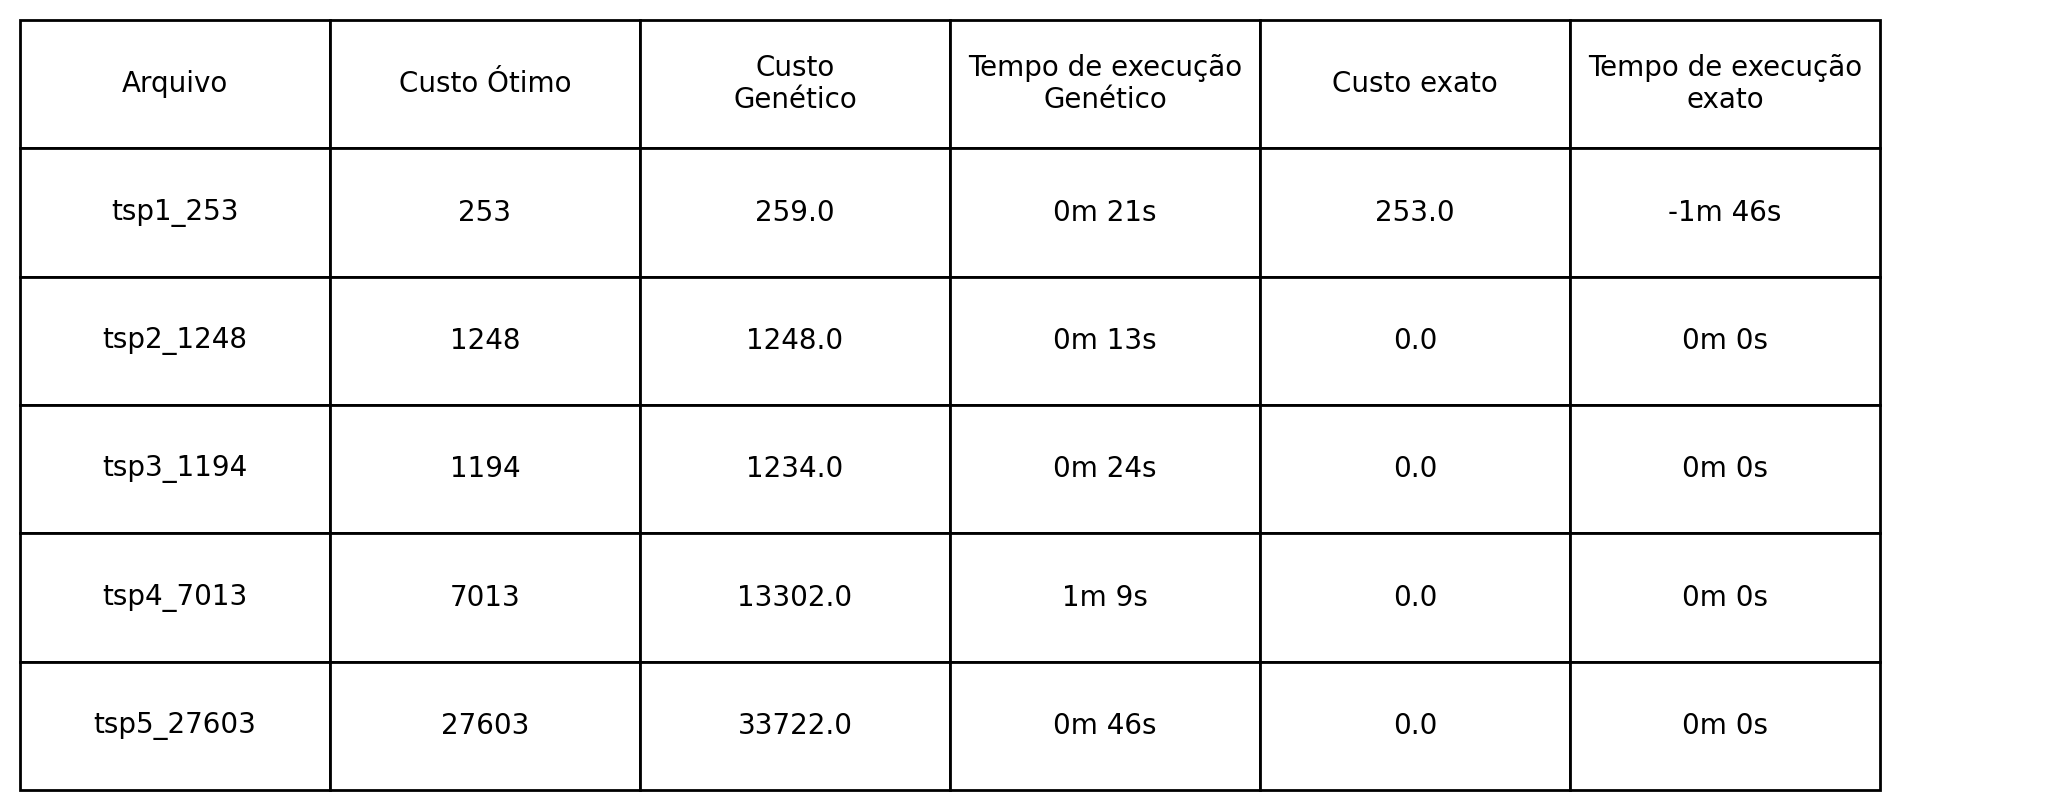 Arquivo
Custo Ótimo
Custo
Genético
Tempo de execução
Genético
Custo exato
Tempo de execução
exato
tsp1_253
253
259.0
0m 21s
253.0
-1m 46s
tsp2_1248
1248
1248.0
0m 13s
0.0
0m 0s
tsp3_1194
1194
1234.0
0m 24s
0.0
0m 0s
tsp4_7013
7013
13302.0
1m 9s
0.0
0m 0s
tsp5_27603
27603
33722.0
0m 46s
0.0
0m 0s